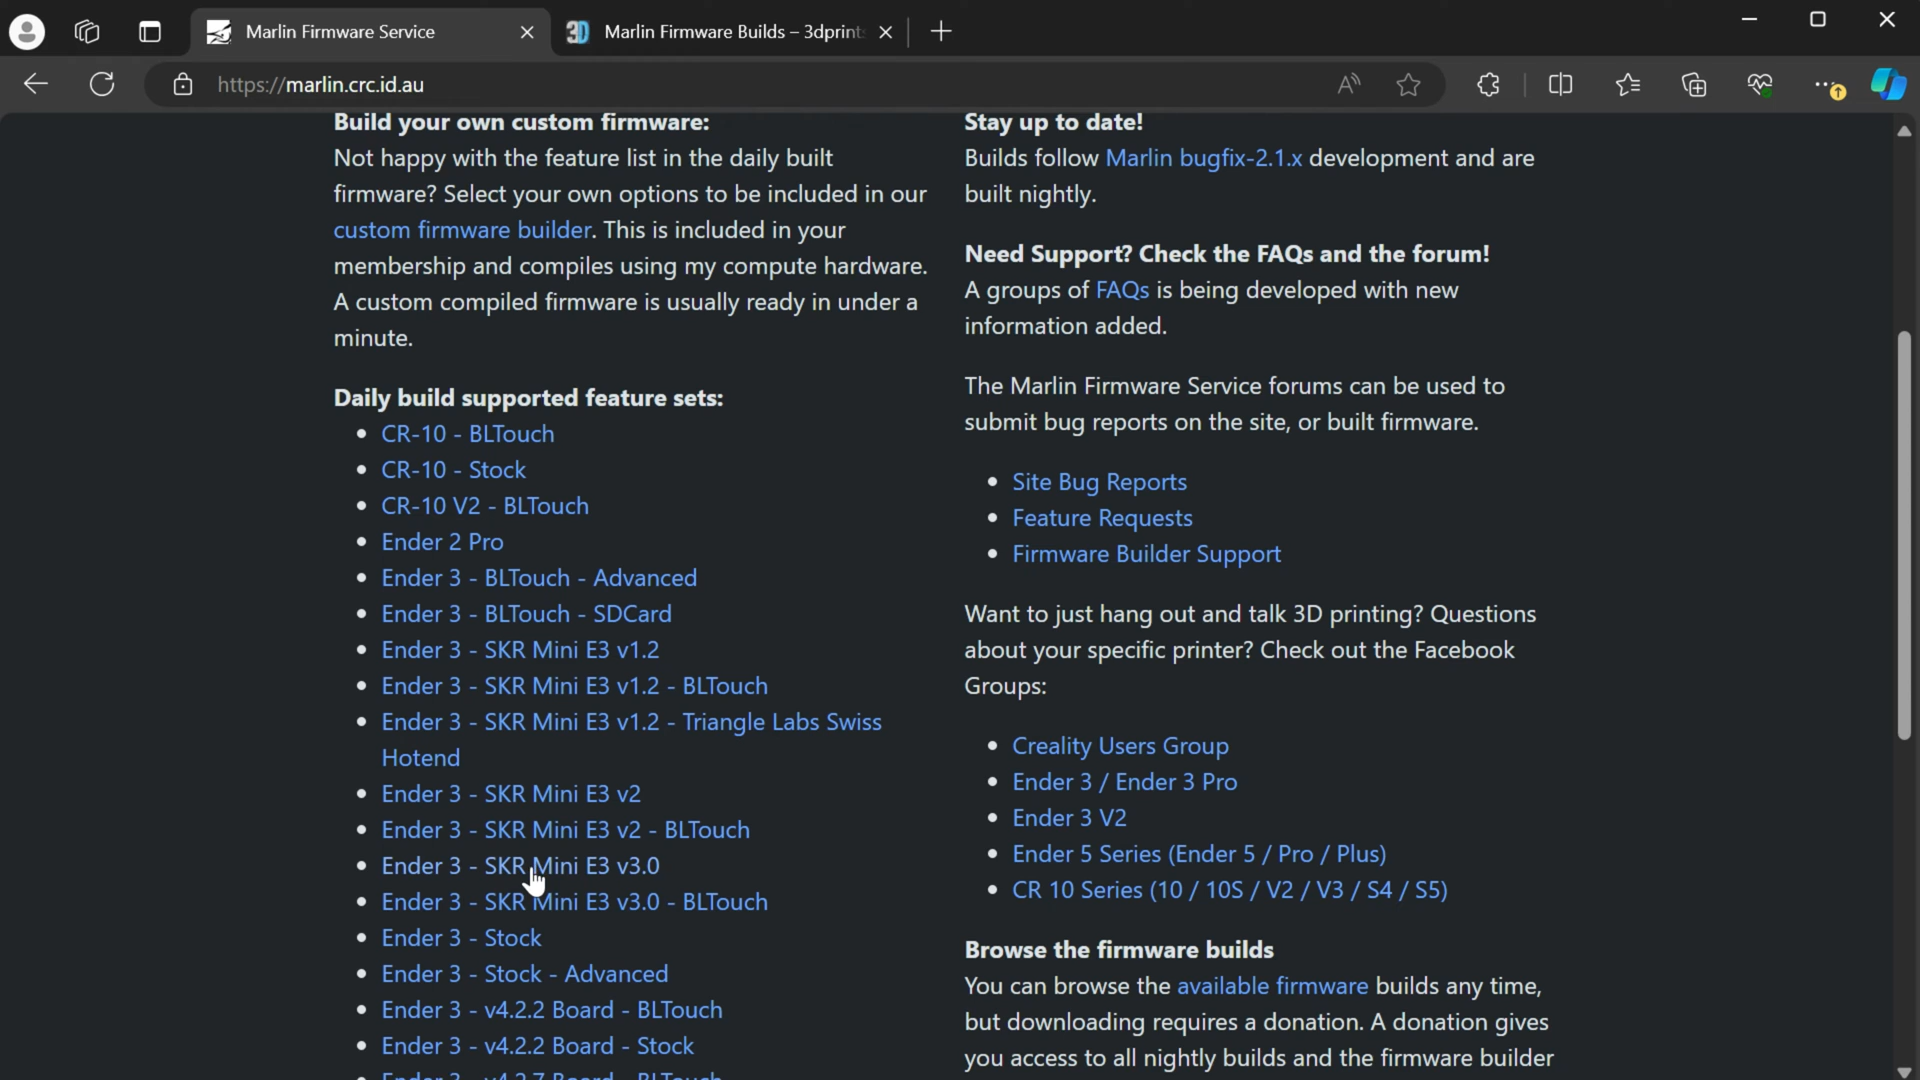 Marlin Firmware Service
Marlin Firmware Builds – 3dprint
https://marlin.crc.id.au
Build your own custom firmware:
Not happy with the feature list in the daily built
firmware? Select your own options to be included in our
custom firmware builder. This is included in your
membership and compiles using my compute hardware.
A custom compiled firmware is usually ready in under a
minute.
Daily build supported feature sets:
• CR-10 - BLTouch
• CR-10 - Stock
• CR-10 V2 - BLTouch
• Ender 2 Pro
• Ender 3 - BLTouch - Advanced
• Ender 3 - BLTouch - SDCard
• Ender 3 - SKR Mini E3 v1.2
• Ender 3 - SKR Mini E3 v1.2 - BLTouch
• Ender 3 - SKR Mini E3 v1.2 - Triangle Labs Swiss
Hotend
• Ender 3 - SKR Mini E3 v2
• Ender 3 - SKR Mini E3 v2 - BLTouch
• Ender 3 - SKR Mini E3 v3.0
• Ender 3 - SKR Mini E3 v3.0 - BLTouch
• Ender 3 - Stock
• Ender 3 - Stock - Advanced
• Ender 3 - v4.2.2 Board - BLTouch
• Ender 3 - v4.2.2 Board - Stock
Ender 3 - v4.2.7 Board - BLTouch
Stay up to date!
Builds follow Marlin bugfix-2.1.x development and are
built nightly.
Need Support? Check the FAQs and the forum!
A groups of FAQs is being developed with new
information added.
The Marlin Firmware Service forums can be used to
submit bug reports on the site, or built firmware.
• Site Bug Reports
• Feature Requests
• Firmware Builder Support
Want to just hang out and talk 3D printing? Questions
about your specific printer? Check out the Facebook
Groups:
• Creality Users Group
• Ender 3 / Ender 3 Pro
• Ender 3 V2
• Ender 5 Series (Ender 5 / Pro / Plus)
• CR 10 Series (10 / 10S / V2 / V3 / S4 / S5)
Browse the firmware builds
You can browse the available firmware builds any time,
but downloading requires a donation. A donation gives
you access to all nightly builds and the firmware builder